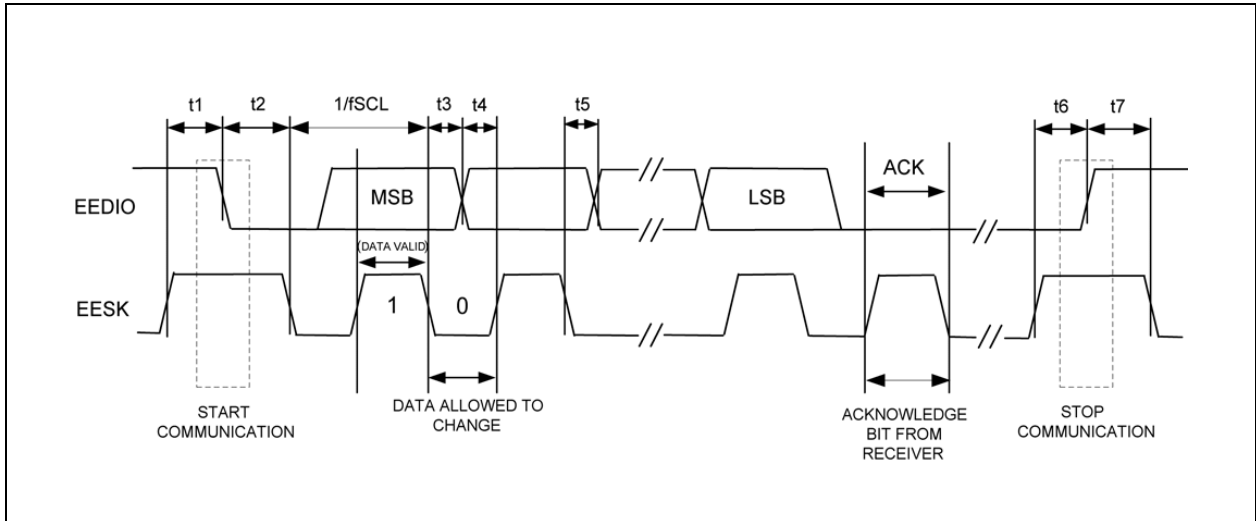 t1
t2
1/fSCL
t3
t4
t5
t6
t7
EEDIO
MSB
LSB
ACK
(DATA VALID)
EESK
1
0
START
COMMUNICATION
DATA ALLOWED TO
CHANGE
ACKNOWLEDGE
BIT FROM
RECEIVER
STOP
COMMUNICATION